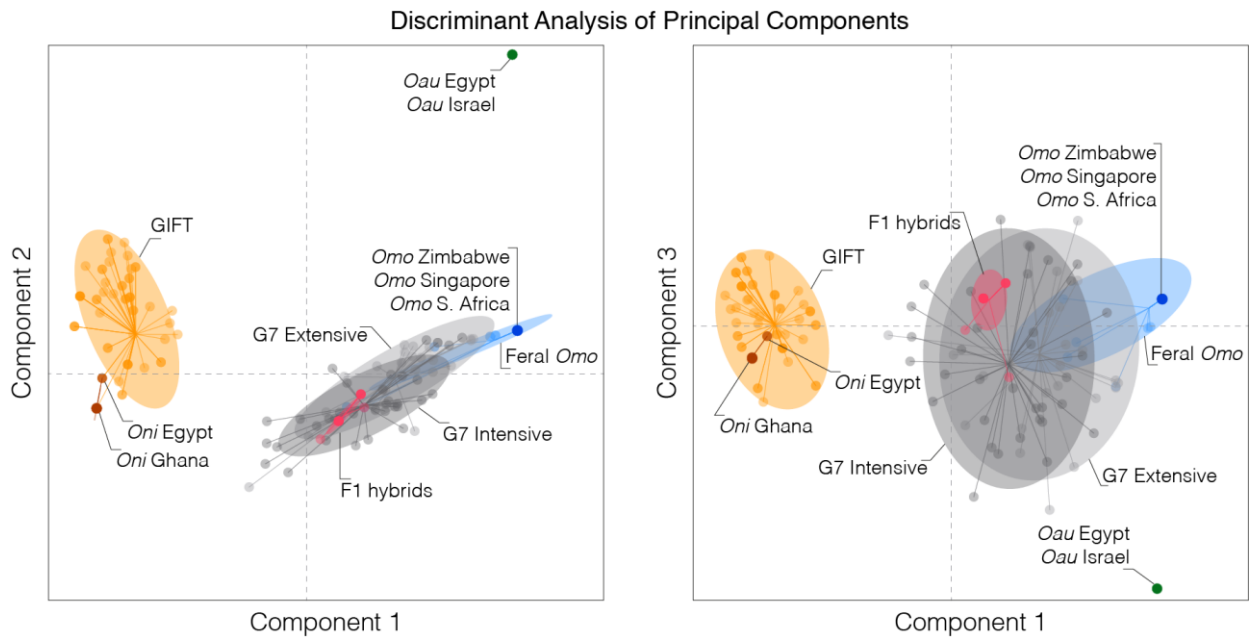 Discriminant Analysis of Principal Components
Oau Egypt
Oau Israel
GIFT
Omo Zimbabwe
Omo Singapore
Omo S. Africa
G7 Extensive
Feral Omo
Oni Egypt
Oni Ghana
G7 Intensive
F1 hybrids
Component 2
Component 1
Omo Zimbabwe
Omo Singapore
Omo S. Africa
F1 hybrids
GIFT
Feral Omo
Oni Egypt
Oni Ghana
G7 Intensive
G7 Extensive
Oau Egypt
Oau Israel
Component 3
Component 1